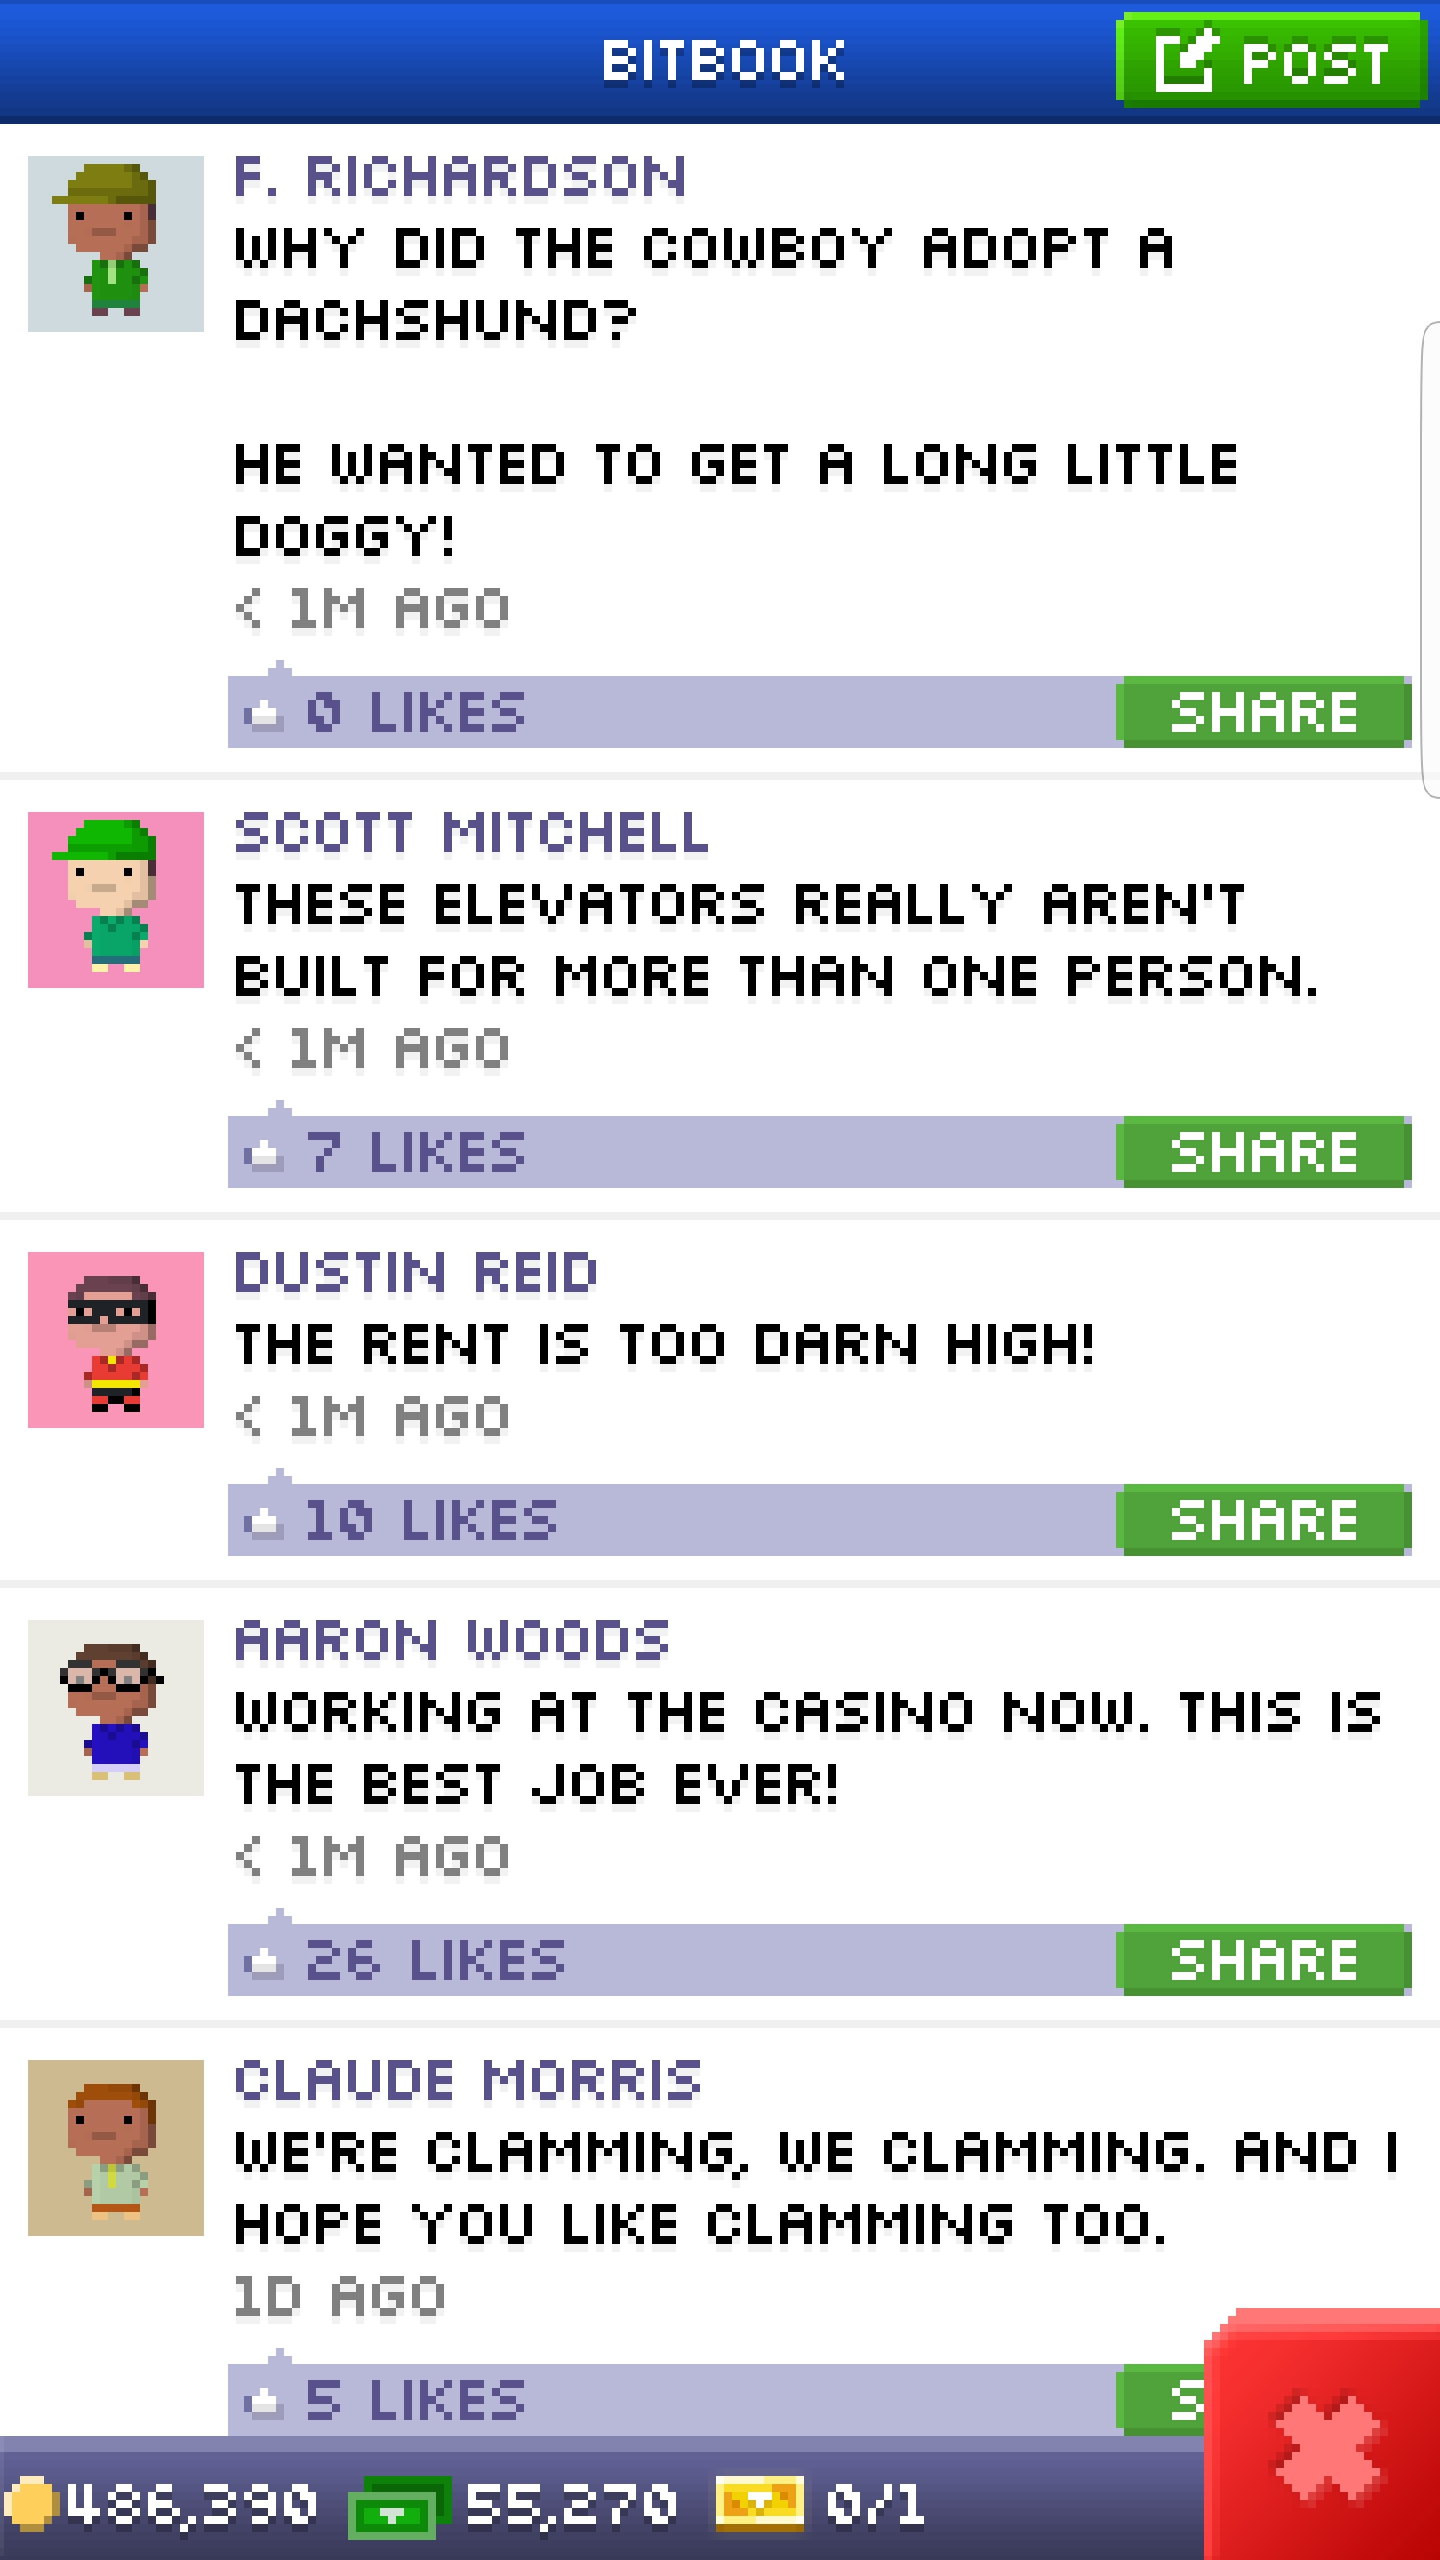 BITBOOK
POST
F. RICHARDSON
WHY DID THE COWBOY ADOPT A
DACHSHUND?
HE WANTED TO GET A LONG LITTLE
DOGGY!
< 1M AGO
0 LIKES
SHARE
SCOTT MITCHELL
THESE ELEVATORS REALLY AREN'T
BUILT FOR MORE THAN ONE PERSON.
< 1M AGO
7 LIKES
SHARE
DUSTIN REID
THE RENT IS TOO DARN HIGH!
< 1M AGO
10 LIKES
SHARE
AARON WOODS
WORKING AT THE CASINO NOW. THIS IS
THE BEST JOB EVER!
< 1M AGO
26 LIKES
SHARE
CLAUDE MORRIS
WE'RE CLAMMING, WE CLAMMING. AND I
HOPE YOU LIKE CLAMMING TOO.
1D AGO
5 LIKES
S
486,390
55,270
0/1